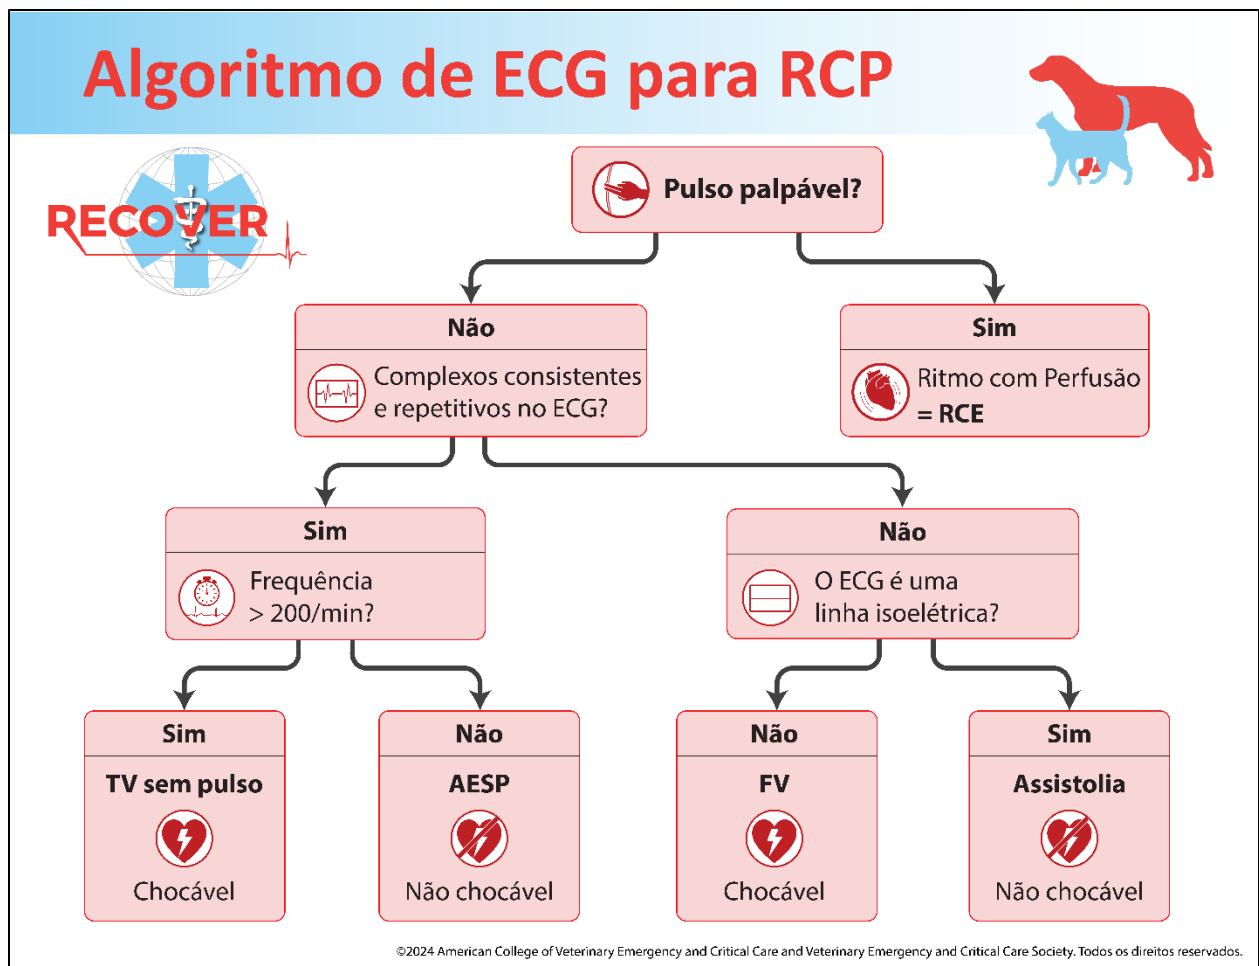 Algoritmo de ECG para RCP
RECOVER
Pulso palpável?
Não
Complexos consistentes
e repetitivos no ECG?
Sim
Ritmo com Perfusão
= RCE
Sim
Frequência
> 200/min?
Não
O ECG é uma
linha isoelétrica?
Sim
TV sem pulso
Chocável
Não
AESP
Não chocável
Não
FV
Chocável
Sim
Assistolia
Não chocável
©2024 American College of Veterinary Emergency and Critical Care and Veterinary Emergency and Critical Care Society. Todos os direitos reservados.